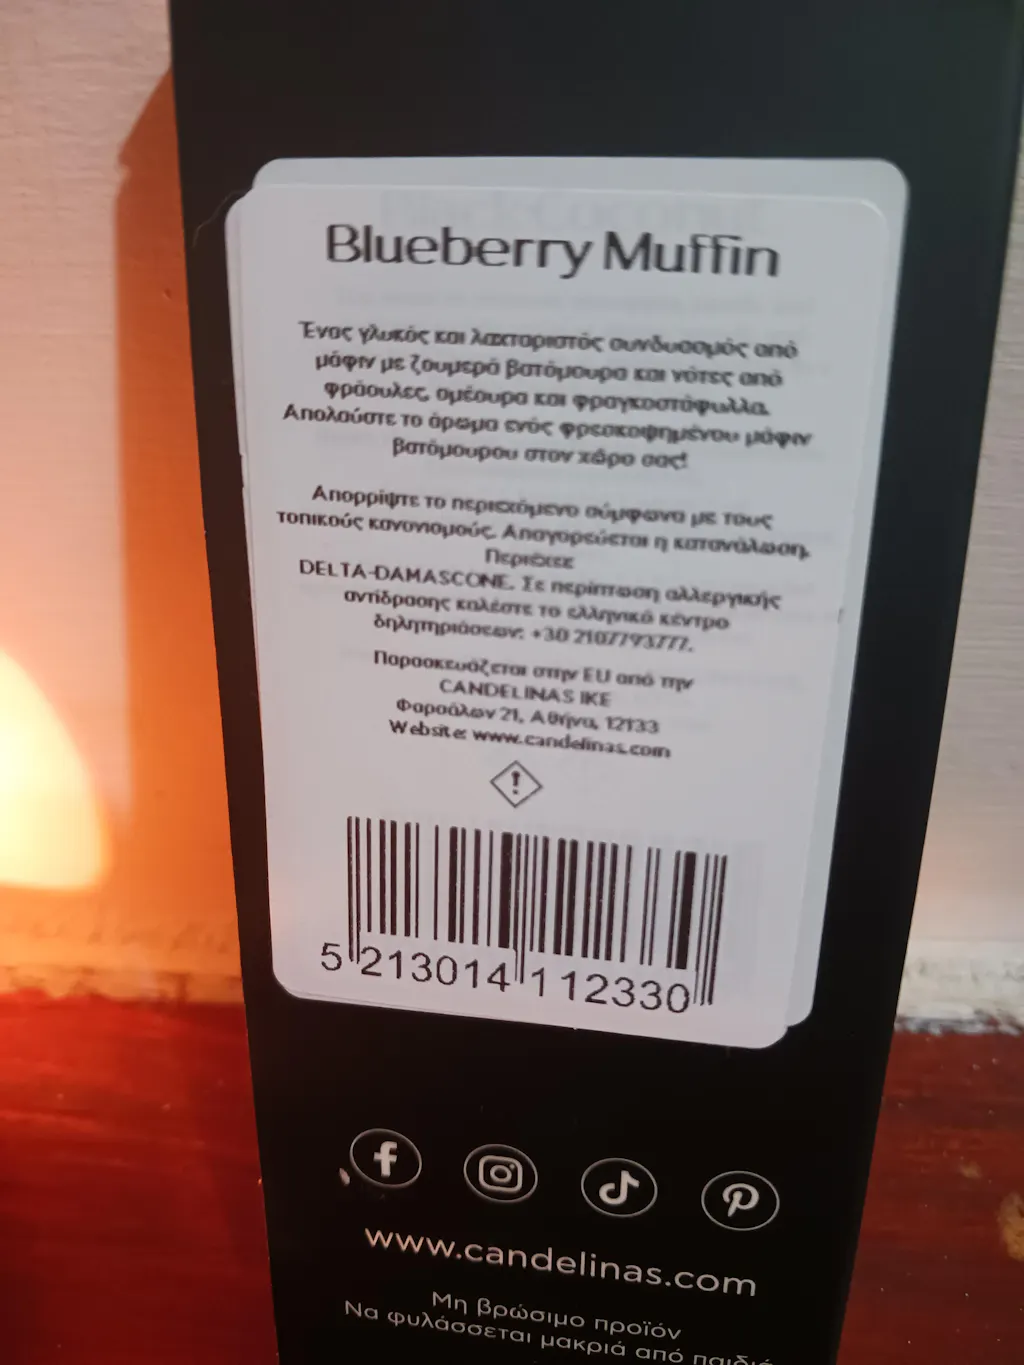 Blueberry Muffin
Ένας γλυκός και λαχταριστός συνδυασμός από
μάφιν με ζουμερά βατόμουρα και νότες από
φράουλες, σμέουρα και φραγκοστάφυλλα.
Απολαύστε το άρωμα ενός φρεσκοψημένου μάφιν
βατόμουρου στον χώρο σας!
Απορρίψτε το περιεχόμενο σύμφωνα με τους
τοπικούς κανονισμούς. Απαγορεύεται η κατανάλωση.
Περιέχει
DELTA-DAMASCONE. Σε περίπτωση αλλεργικής
αντίδρασης καλέστε το ελληνικό κέντρο
δηλητηριάσεων: +30 2107793777.
Παρασκευάζεται στην EU από την
CANDELINAS IKE
Φαρσάλων 21, Αθήνα, 12133
Website: www.candelinas.com
5 213014 112330
www.candelinas.com
Μη βρώσιμο προϊόν
Να φυλάσσεται μακριά από